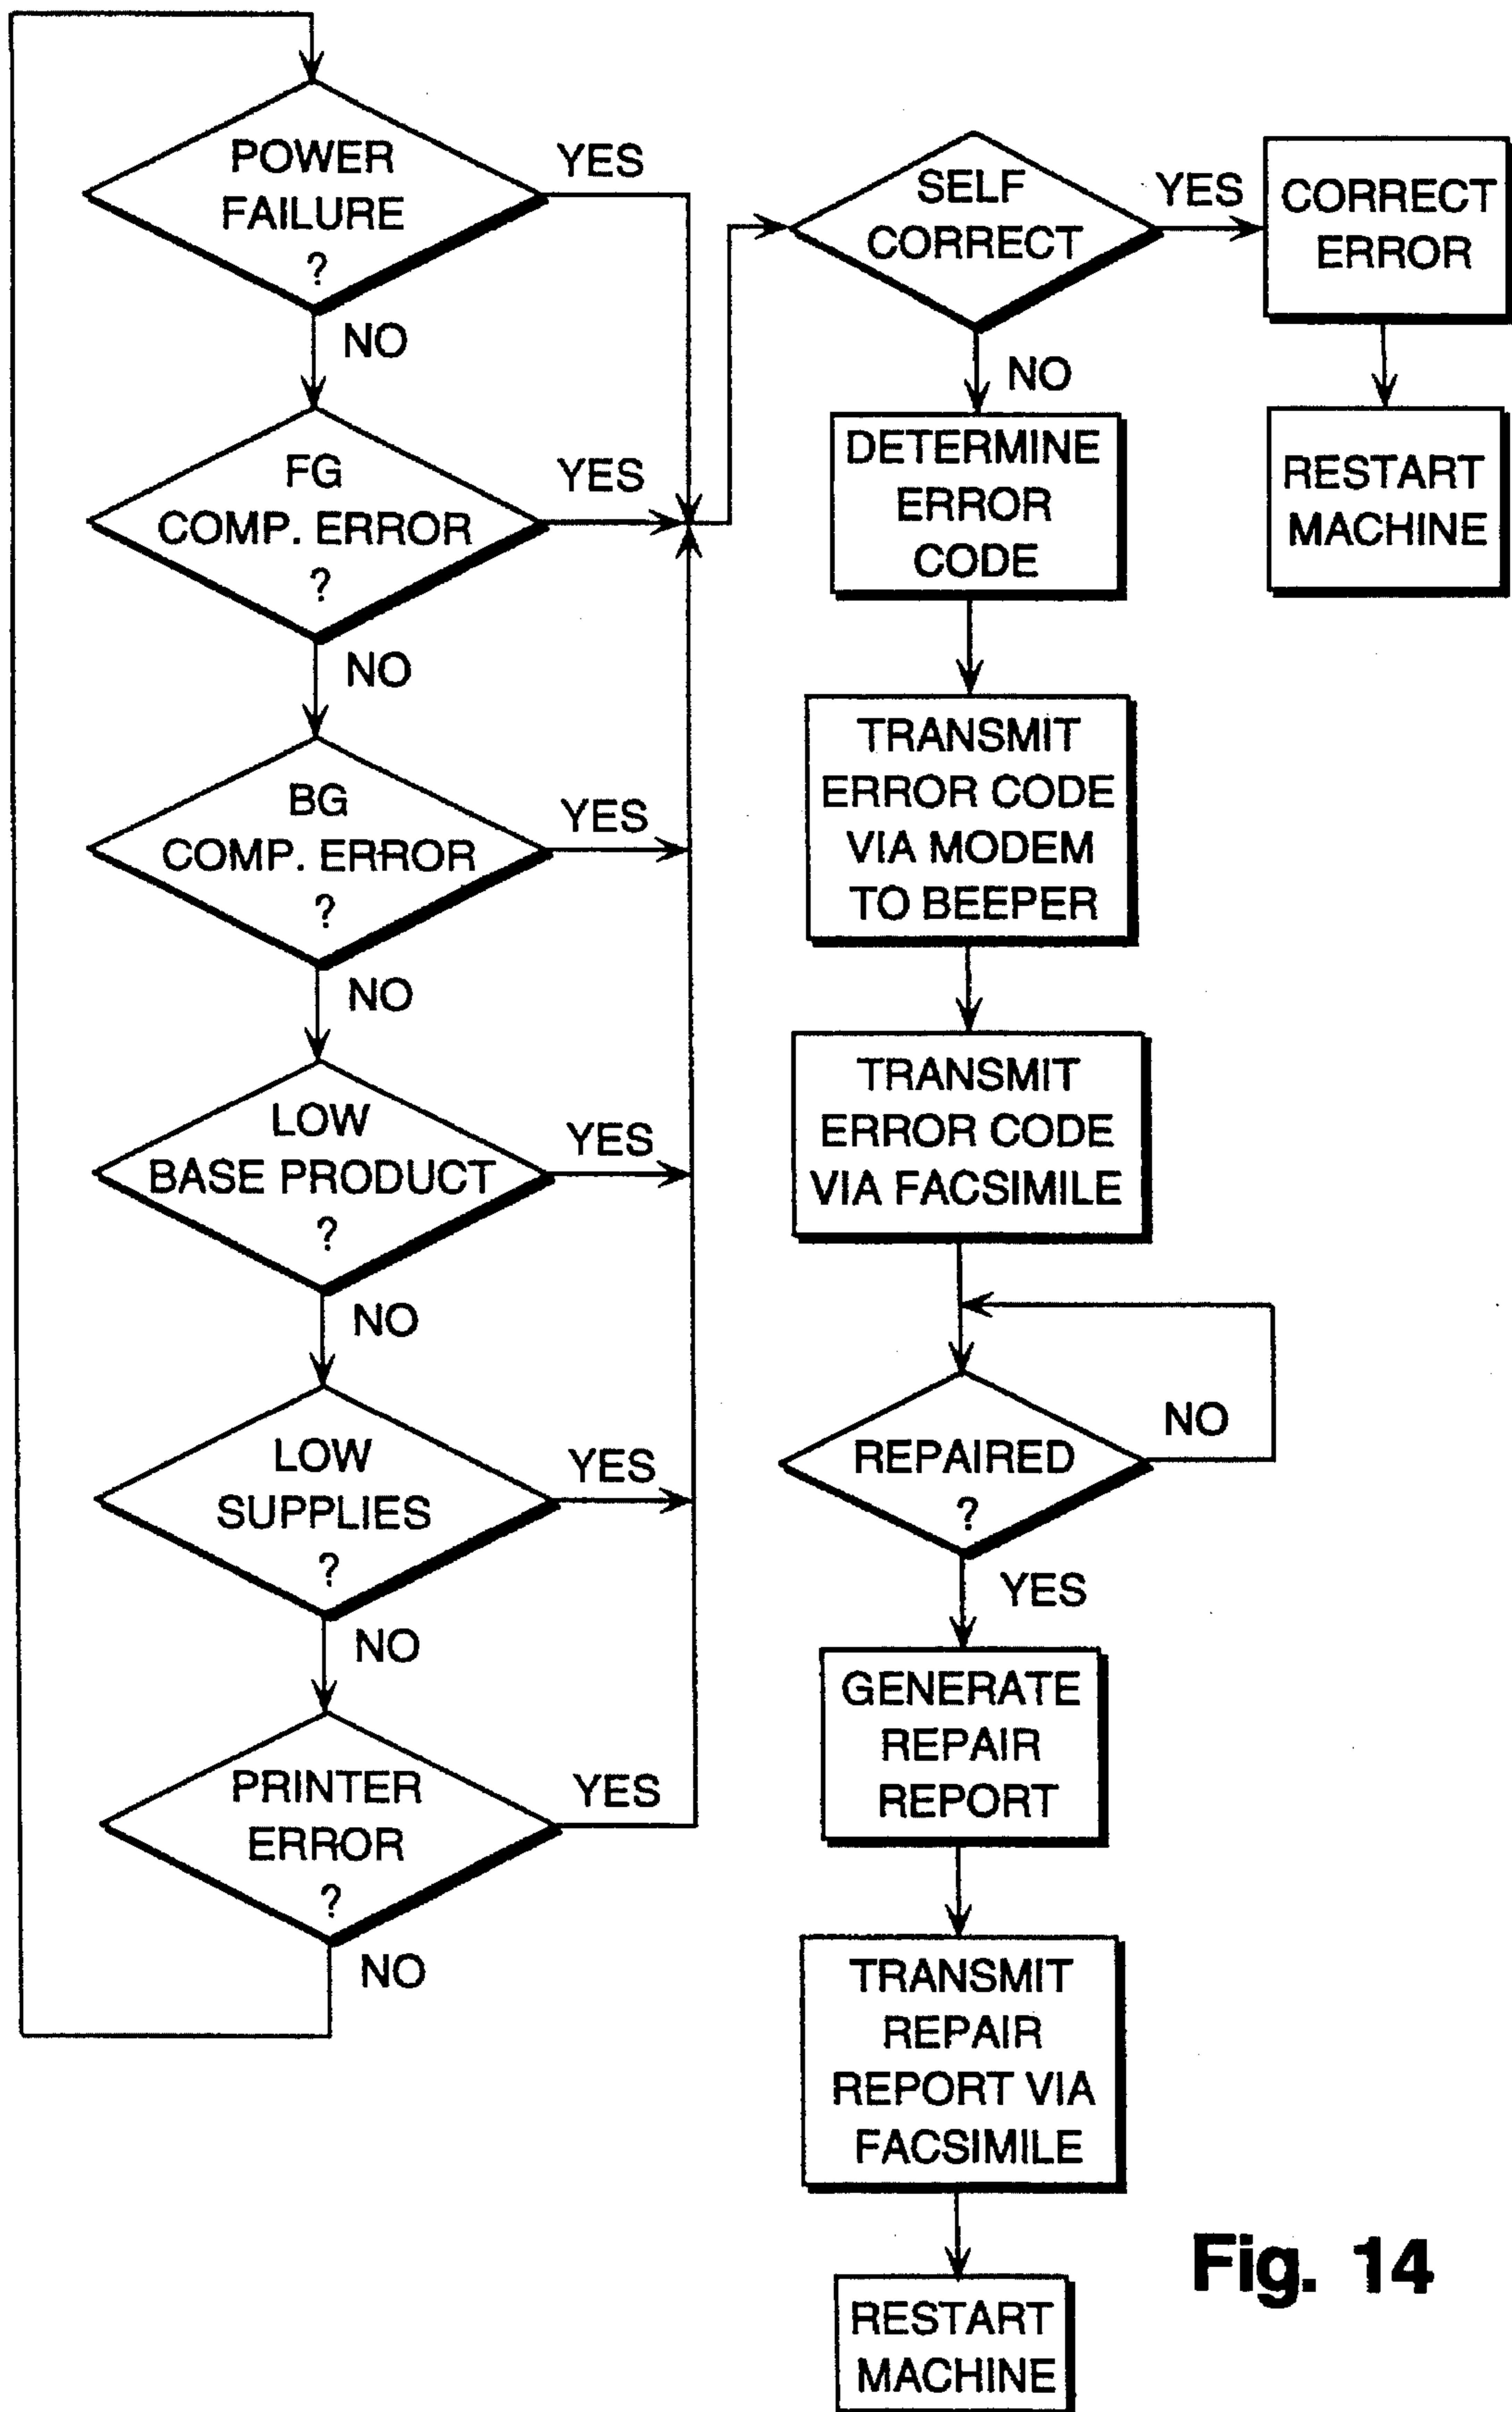 POWER
FAILURE
?
YES
NO
FG
COMP. ERROR
?
YES
NO
BG
COMP. ERROR
?
YES
NO
LOW
BASE PRODUCT
?
YES
NO
LOW
SUPPLIES
?
YES
NO
PRINTER
ERROR
?
YES
NO
SELF
CORRECT
YES
CORRECT
ERROR
RESTART
MACHINE
NO
DETERMINE
ERROR
CODE
TRANSMIT
ERROR CODE
VIA MODEM
TO BEEPER
TRANSMIT
ERROR CODE
VIA FACSIMILE
REPAIRED
?
NO
YES
GENERATE
REPAIR
REPORT
TRANSMIT
REPAIR
REPORT VIA
FACSIMILE
RESTART
MACHINE
Fig. 14